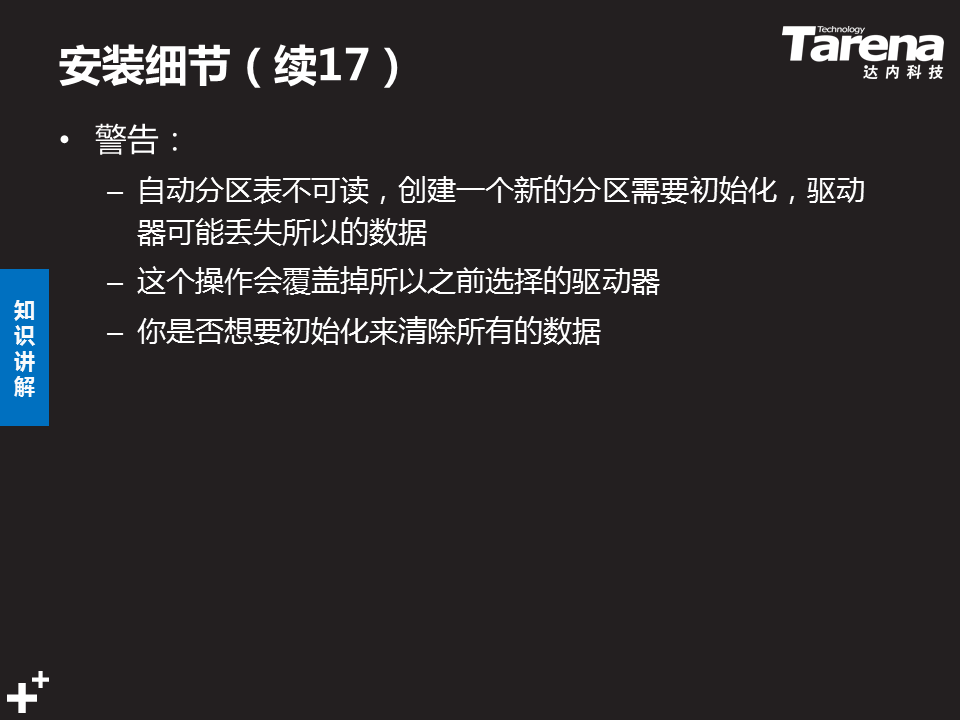 安装细节（续17）
Technology
Tarena
达内科技
• 警告：
– 自动分区表不可读，创建一个新的分区需要初始化，驱动
器可能丢失所以的数据
– 这个操作会覆盖掉所以之前选择的驱动器
– 你是否想要初始化来清除所有的数据
知
识
讲
解